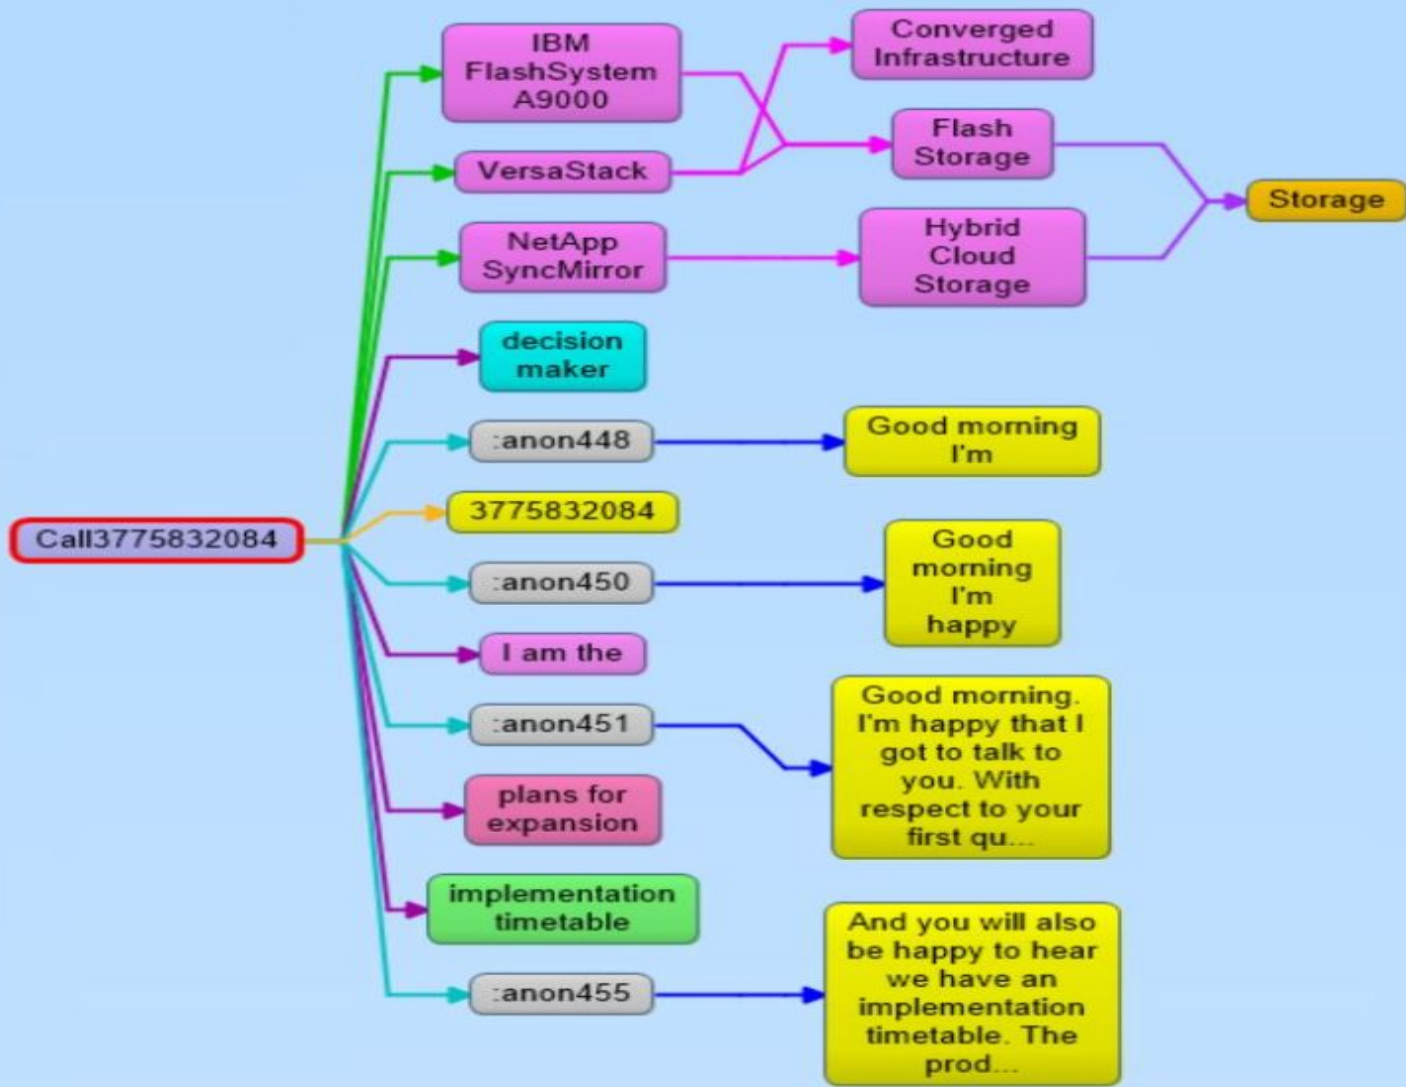 IBM
FlashSystem
A9000
VersaStack
NetApp
SyncMirror
Converged
Infrastructure
Flash
Storage
Hybrid
Cloud
Storage
Storage
decision
maker
:anon448
Good morning
I'm
Call3775832084
3775832084
:anon450
Good
morning
I'm
happy
I am the
:anon451
Good morning.
I'm happy that I
got to talk to
you. With
respect to your
first qu...
plans for
expansion
implementation
timetable
:anon455
And you will also
be happy to hear
we have an
implementation
timetable. The
prod...